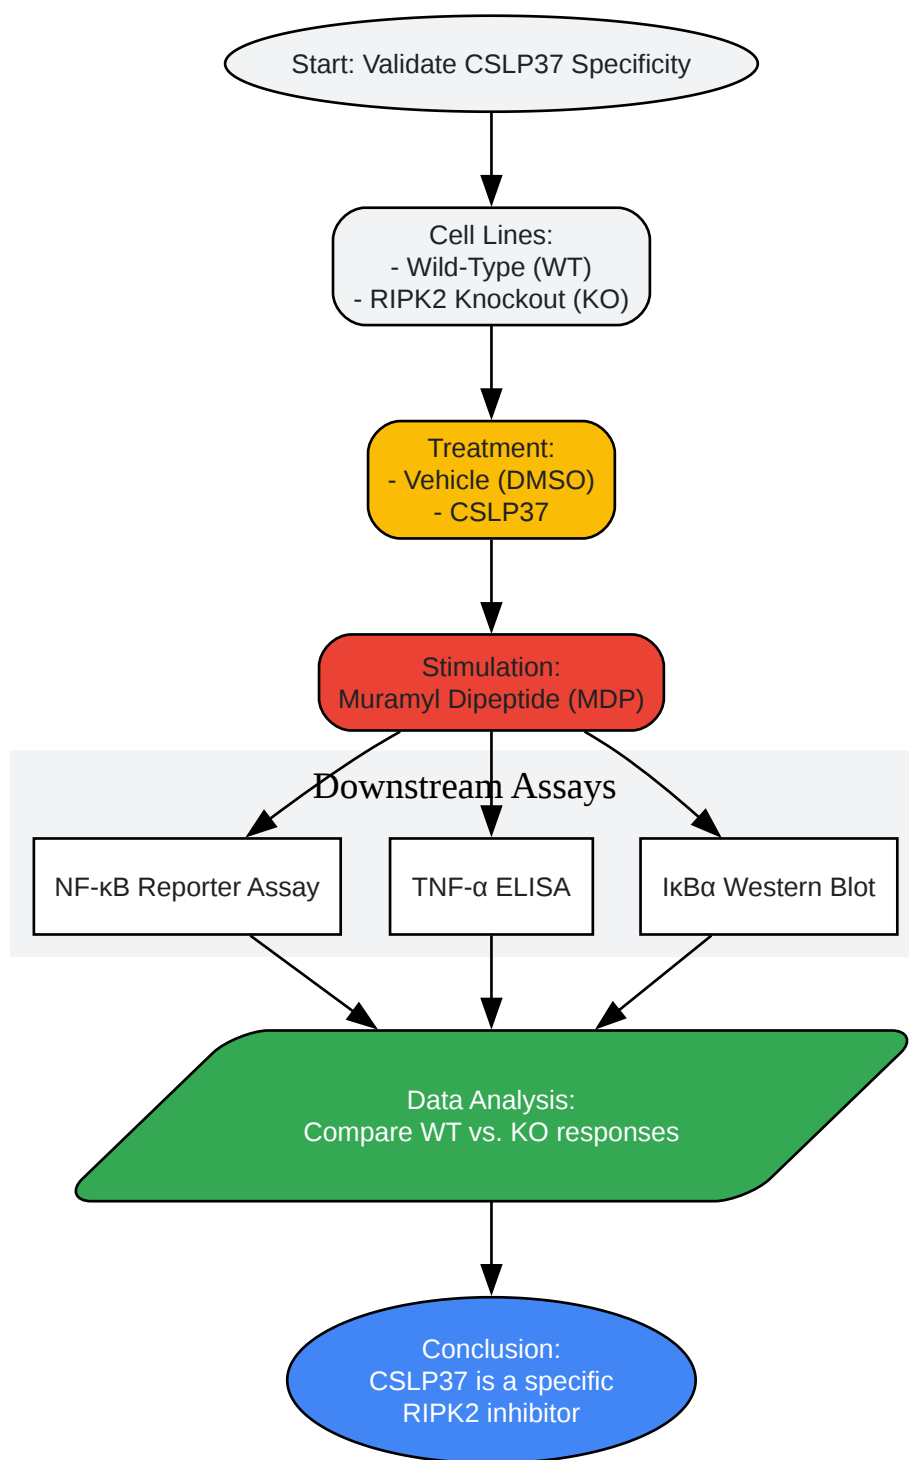 Start: Validate CSLP37 Specificity
Cell Lines:
- Wild-Type (WT)
- RIPK2 Knockout (KO)
Treatment:
- Vehicle (DMSO)
- CSLP37
Stimulation:
Muramyl Dipeptide (MDP)
Downstream Assays
NF-κB Reporter Assay
TNF-α ELISA
IκBα Western Blot
Data Analysis:
Compare WT vs. KO responses
Conclusion:
CSLP37 is a specific
RIPK2 inhibitor